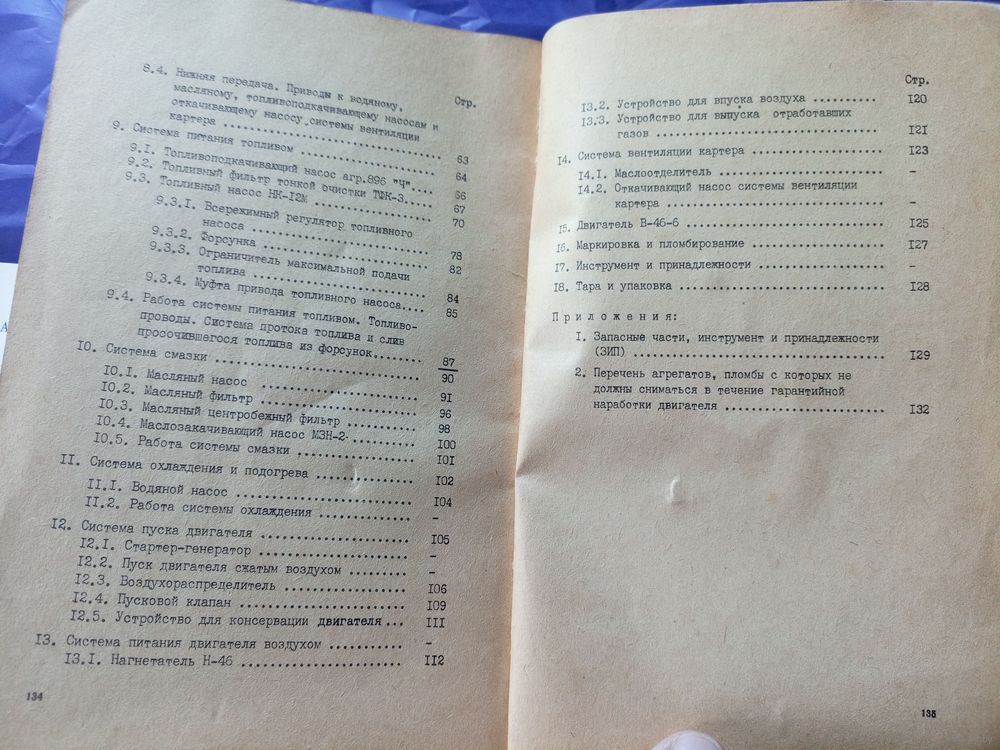 Стр.
8.4. Нижняя передача. Приводы к водяному,
масляному, топливоподкачивающему насосам и
откачивающему насосу системы вентиляции
картера .......... 63
9. Система питания топливом .......... 64
9.1. Топливоподкачивающий насос агр.896 "Ч".... 66
9.2. Топливный фильтр тонкой очистки ТФК-3..... 67
9.3. Топливный насос НК-12М .......... 70
9.3.1. Всережимный регулятор топливного
насоса .......... 78
9.3.2. Форсунка .......... 82
9.3.3. Ограничитель максимальной подачи
топлива .......... 84
9.3.4. Муфта привода топливного насоса.... 85
9.4. Работа системы питания топливом. Топливо-
проводы. Система протока топлива и слив
просочившегося топлива из форсунок....... 87
10. Система смазки .......... 90
10.1. Масляный насос .......... 91
10.2. Масляный фильтр .......... 96
10.3. Масляный центробежный фильтр .......... 98
10.4. Маслозакачивающий насос МЗН-2 .......... 100
10.5. Работа системы смазки .......... 101
11. Система охлаждения и подогрева .......... 102
11.1. Водяной насос .......... 104
11.2. Работа системы охлаждения .......... -
12. Система пуска двигателя .......... 105
12.1. Стартер-генератор .......... -
12.2. Пуск двигателя сжатым воздухом ........ -
12.3. Воздухораспределитель .......... 106
12.4. Пусковой клапан .......... 109
12.5. Устройство для консервации двигателя... 111
13. Система питания двигателя воздухом .......... -
13.1. Нагнетатель Н-46 .......... 112
134
Стр.
13.2. Устройство для впуска воздуха .......... 120
13.3. Устройство для выпуска отработавших
газов .......... 121
14. Система вентиляции картера .......... 123
14.1. Маслоотделитель .......... -
14.2. Откачивающий насос системы вентиляции
картера .......... -
15. Двигатель В-46-6 .......... 125
16. Маркировка и пломбирование .......... 127
17. Инструмент и принадлежности .......... -
18. Тара и упаковка .......... 128
Приложения:
1. Запасные части, инструмент и принадлежности
(ЗИП) .......... 129
2. Перечень агрегатов, пломбы с которых не
должны сниматься в течение гарантийной
наработки двигателя .......... 132
135